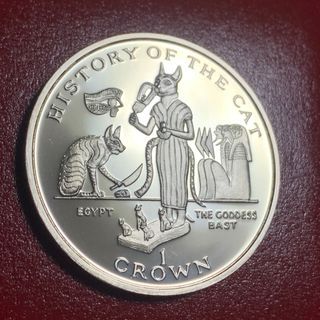 HISTORY OF THE CAT
EGYPT
THE GODDESS
BAST
1
CROWN